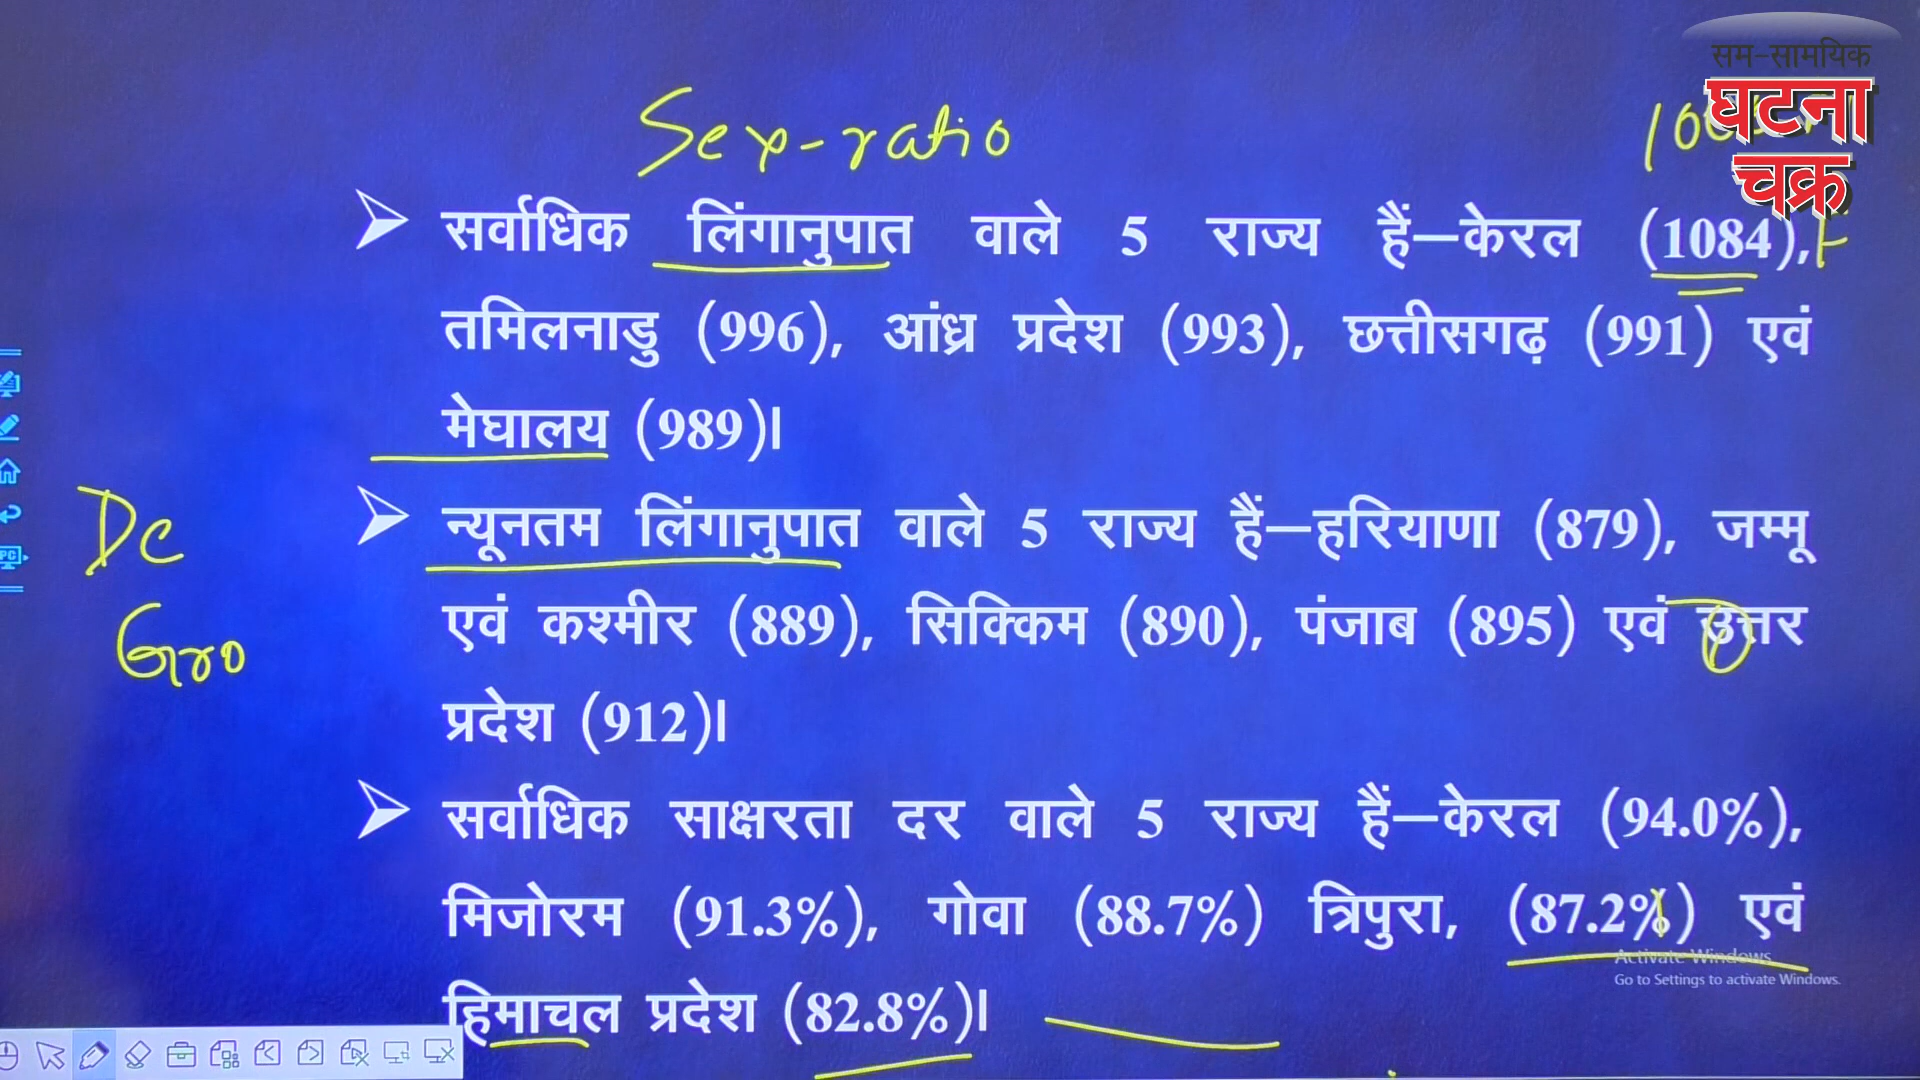 सम-सामयिक
घटना
चक्र
Sex-ratio
सर्वाधिक लिंगानुपात वाले 5 राज्य हैं—केरल (1084), F
तमिलनाडु (996), आंध्र प्रदेश (993), छत्तीसगढ़ (991) एवं
मेघालय (989)।
न्यूनतम लिंगानुपात वाले 5 राज्य हैं—हरियाणा (879), जम्मू
एवं कश्मीर (889), सिक्किम (890), पंजाब (895) एवं उत्तर
प्रदेश (912)।
सर्वाधिक साक्षरता दर वाले 5 राज्य हैं—केरल (94.0%),
मिजोरम (91.3%), गोवा (88.7%) त्रिपुरा, (87.2%) एवं
हिमाचल प्रदेश (82.8%)।
De
Gro
Activate Windows
Go to Settings to activate Windows.